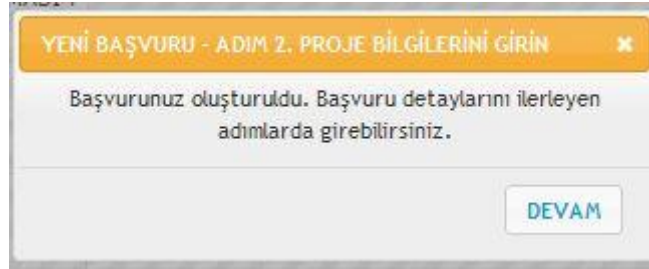 YENİ BAŞVURU - ADIM 2. PROJE BİLGİLERİNİ GİRİN
Başvurunuz oluşturuldu. Başvuru detaylarını ilerleyen
adımlarda girebilirsiniz.
DEVAM